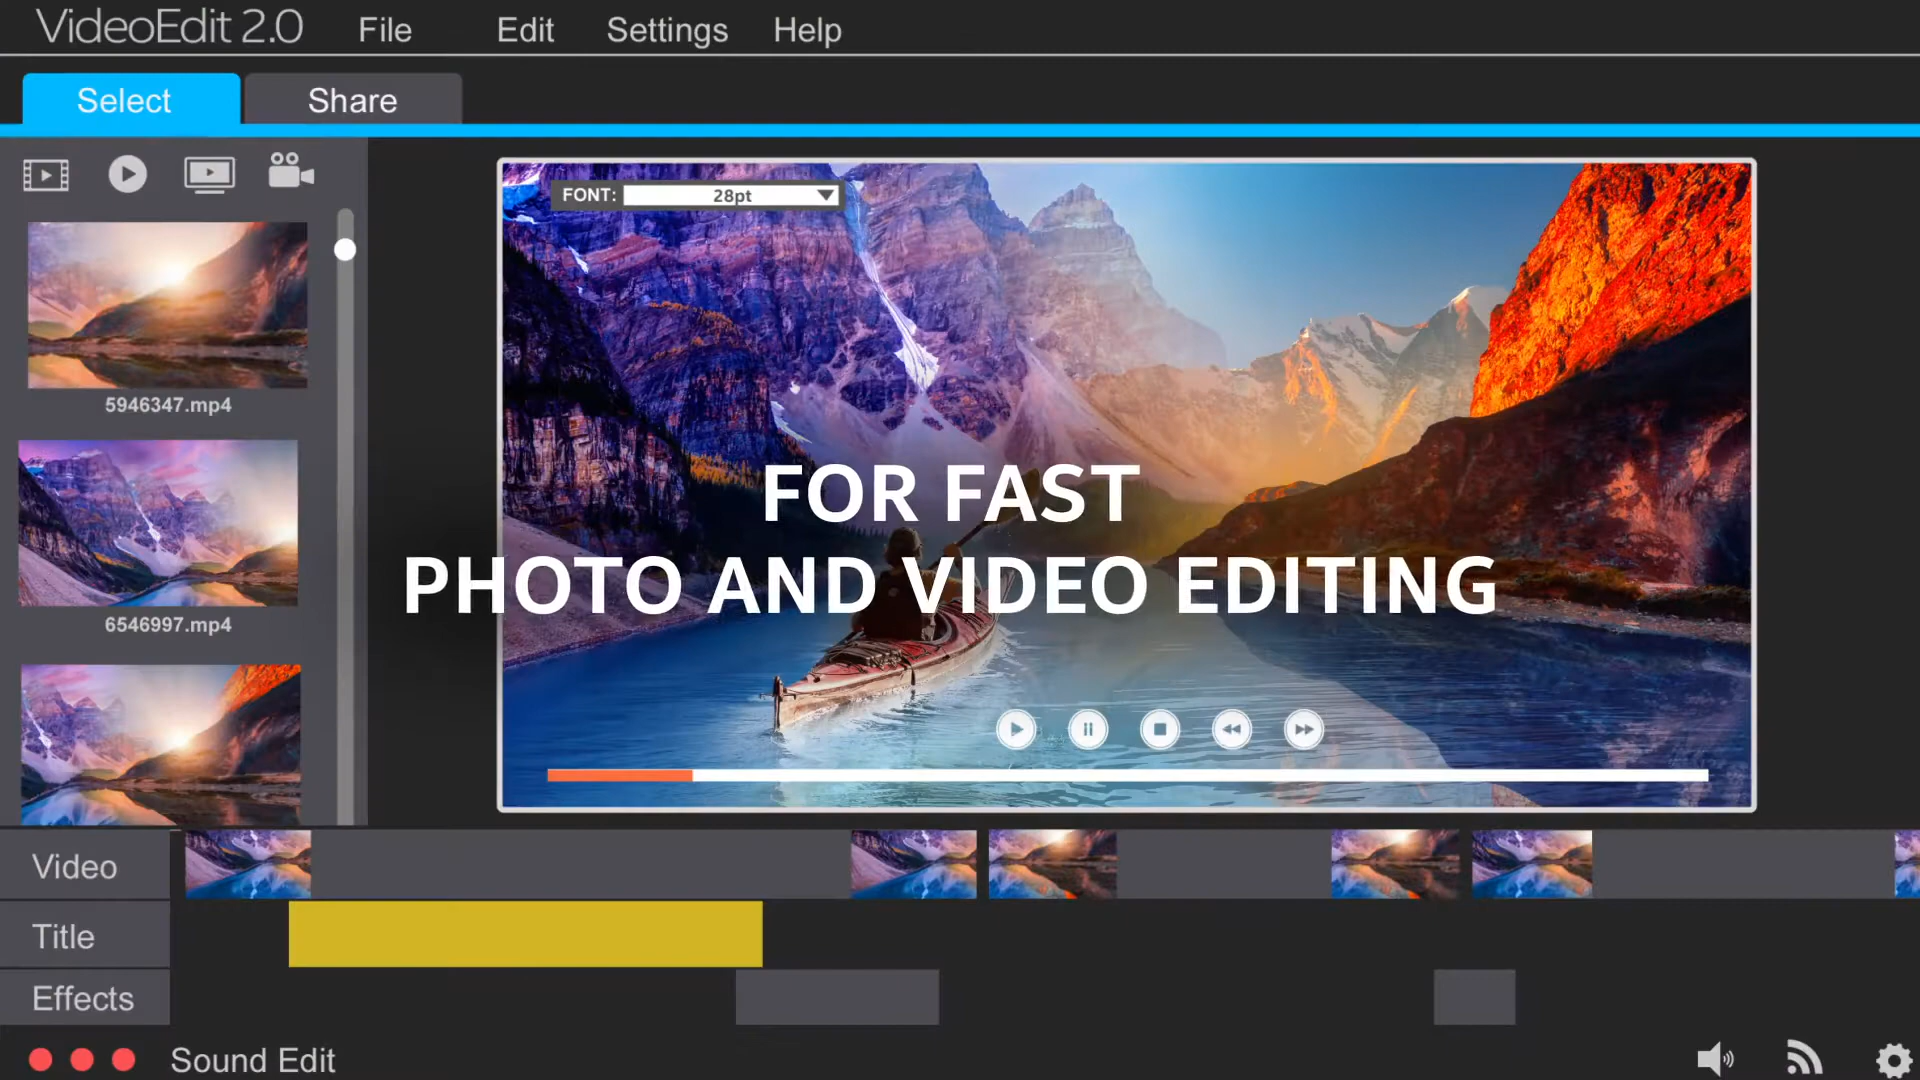 VideoEdit 2.0 File Edit Settings Help
Select Share
FONT: 28pt
5946347.mp4
6546997.mp4
FOR FAST
PHOTO AND VIDEO EDITING
Video
Title
Effects
Sound Edit